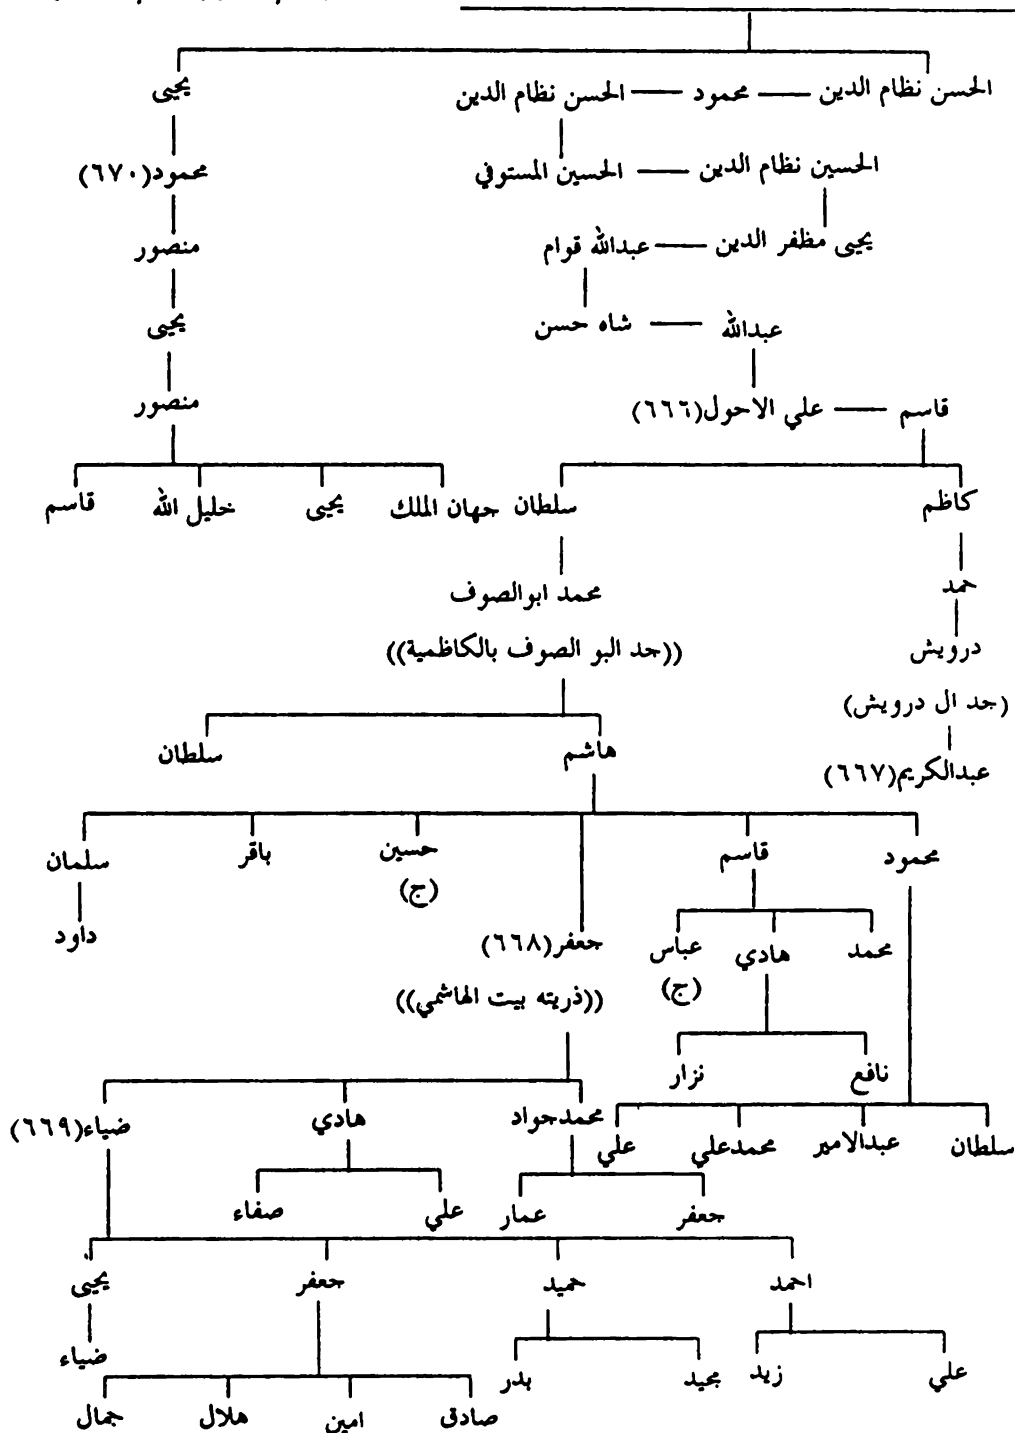 الحسن نظام الدين — محمود — الحسن نظام الدين يحيى
الحسين نظام الدين — الحسين المستوفي محمود(٦٧٠)
يحيى مظفر الدين — عبدالله قوام منصور
عبدالله — شاه حسن يحيى
قاسم — علي الاحول(٦٦٦) منصور
كاظم سلطان جهان الملك يحيى خليل الله قاسم
حمد محمد ابوالصوف
درويش ((جد البو الصوف بالكاظمية))
(جد ال درويش)
هاشم سلطان
عبدالكريم(٦٦٧)
محمود قاسم حسين باقر سلمان
(ج)
محمد هادي عباس جعفر(٦٦٨) داود
(ج) ((ذريته بيت الهاشمي))
نافع نزار
محمدجواد هادي ضياء(٦٦٩)
سلطان عبدالامير محمدعلي علي
جعفر عمار علي صفاء
احمد حميد جعفر يحيى
ضياء
علي زيد مجيد بدر
صادق امين هلال جمال